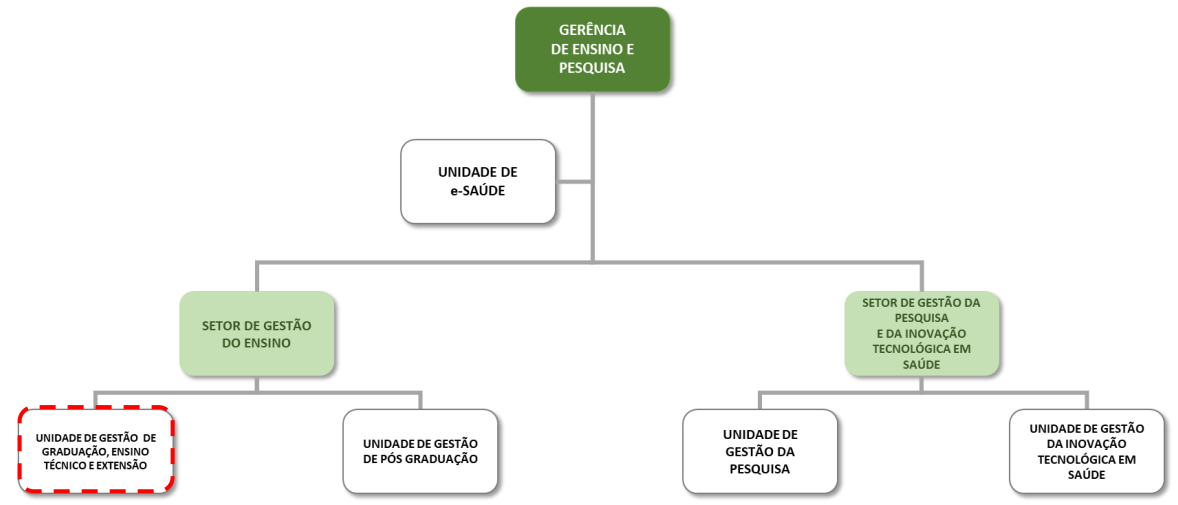 GERÊNCIA
DE ENSINO E
PESQUISA
UNIDADE DE
e-SAÚDE
SETOR DE GESTÃO
DO ENSINO
SETOR DE GESTÃO DA
PESQUISA
E DA INOVAÇÃO
TECNOLÓGICA EM
SAÚDE
UNIDADE DE GESTÃO DE
GRADUAÇÃO, ENSINO
TÉCNICO E EXTENSÃO
UNIDADE DE GESTÃO
DE PÓS GRADUAÇÃO
UNIDADE DE
GESTÃO DA
PESQUISA
UNIDADE DE GESTÃO
DA INOVAÇÃO
TECNOLÓGICA EM
SAÚDE